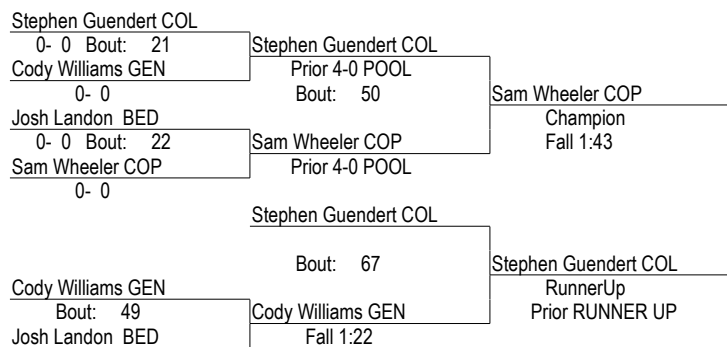 Stephen Guendert COL
0- 0 Bout: 21
Cody Williams GEN
0- 0
Josh Landon BED
0- 0 Bout: 22
Sam Wheeler COP
0- 0
Stephen Guendert COL
Prior 4-0 POOL
Bout: 50
Sam Wheeler COP
Prior 4-0 POOL
Sam Wheeler COP
Champion
Fall 1:43
Stephen Guendert COL
Bout: 67
Cody Williams GEN
Bout: 49
Josh Landon BED
Cody Williams GEN
Fall 1:22
Stephen Guendert COL
RunnerUp
Prior RUNNER UP